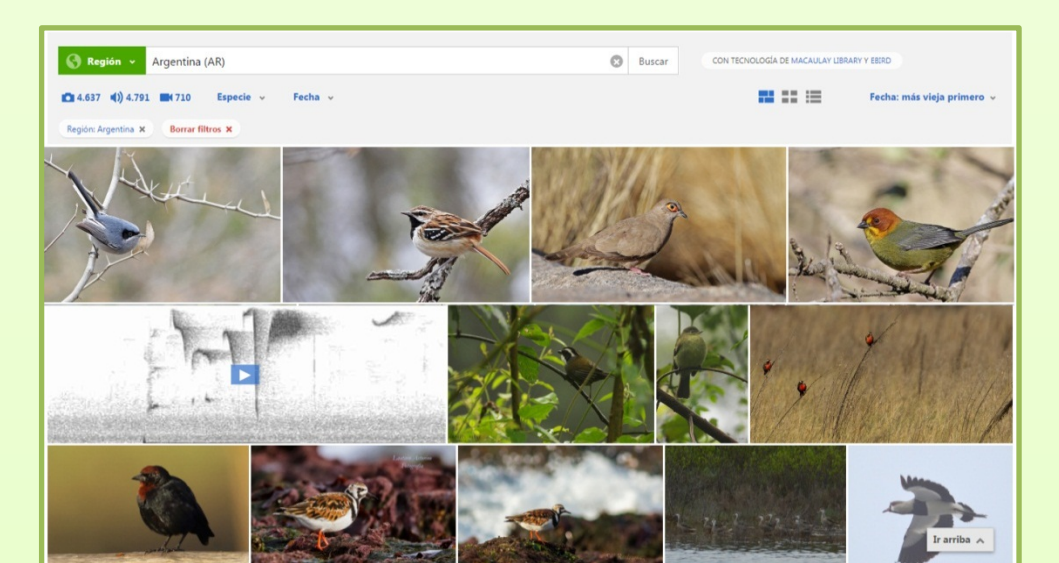 Región
Argentina (AR)
Buscar
CON TECNOLOGÍA DE MACAULAY LIBRARY Y EBIRD
4.637 4.791 710 Especie Fecha
Fecha: más vieja primero
Región: Argentina × Borrar filtros ×
Ir arriba